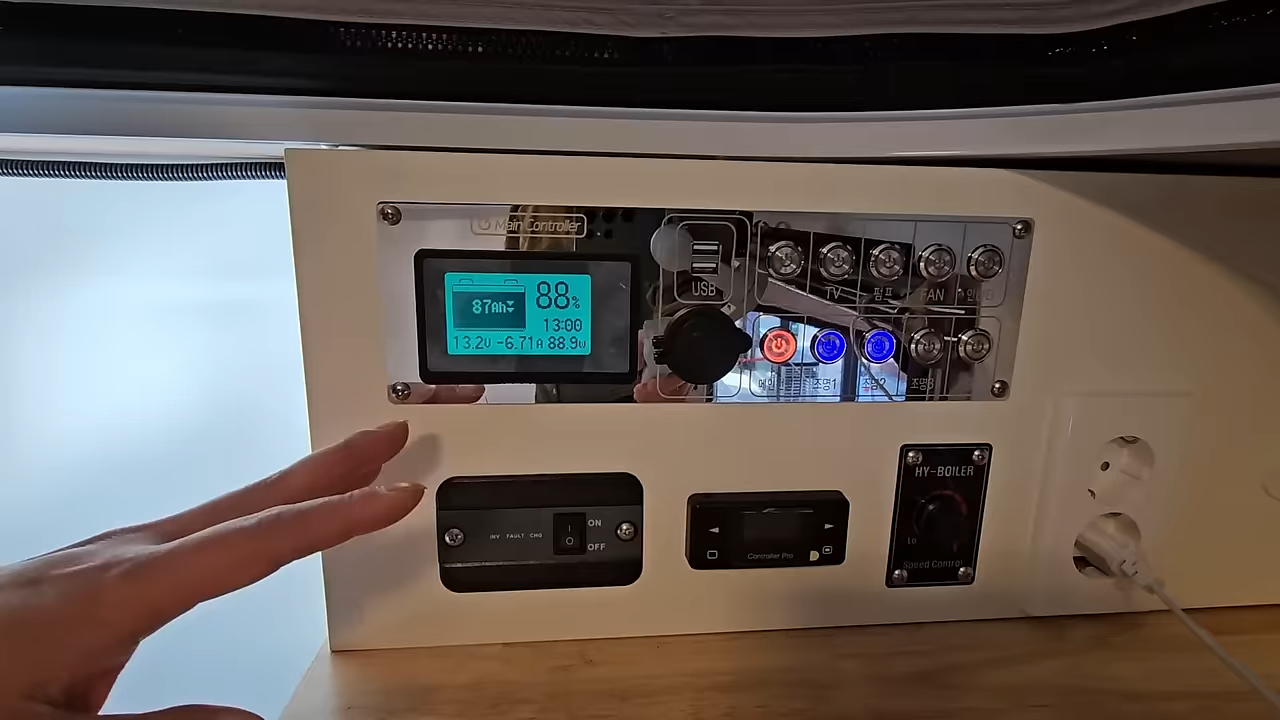 Main Controller
87Ah
88%
13:00
13.2V -6.71A 88.9W
USB
TV
펌프
FAN
조명1
조명2
조명3
INV FAULT CHG
ON
OFF
Controller Pro
HY-BOILER
Lo
Speed Control